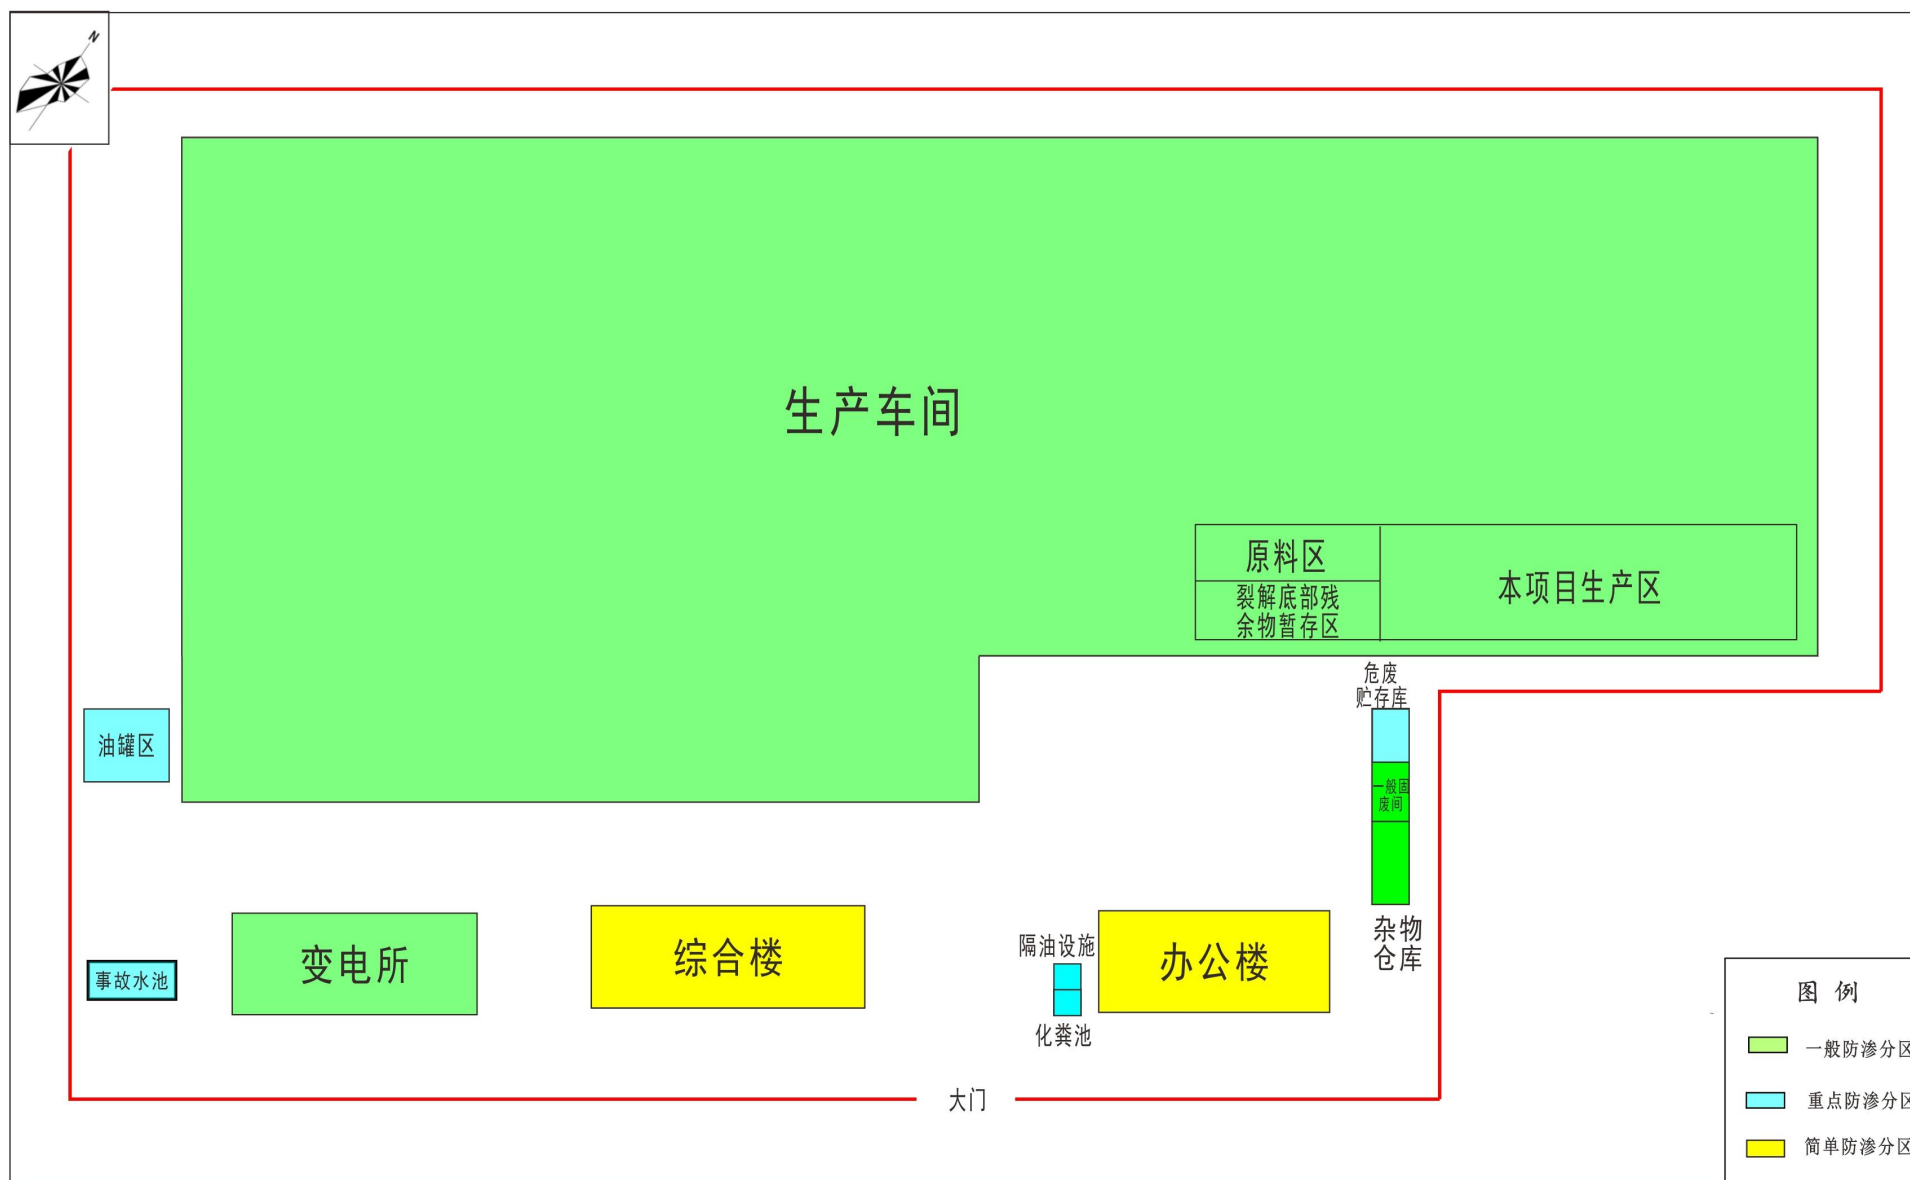 N
生产车间
原料区
裂解底部残
余物暂存区
本项目生产区
危废
贮存库
油罐区
一般固
废间
杂物
仓库
变电所
综合楼
隔油设施
办公楼
事故水池
化粪池
大门
图 例
一般防渗分区
重点防渗分区
简单防渗分区